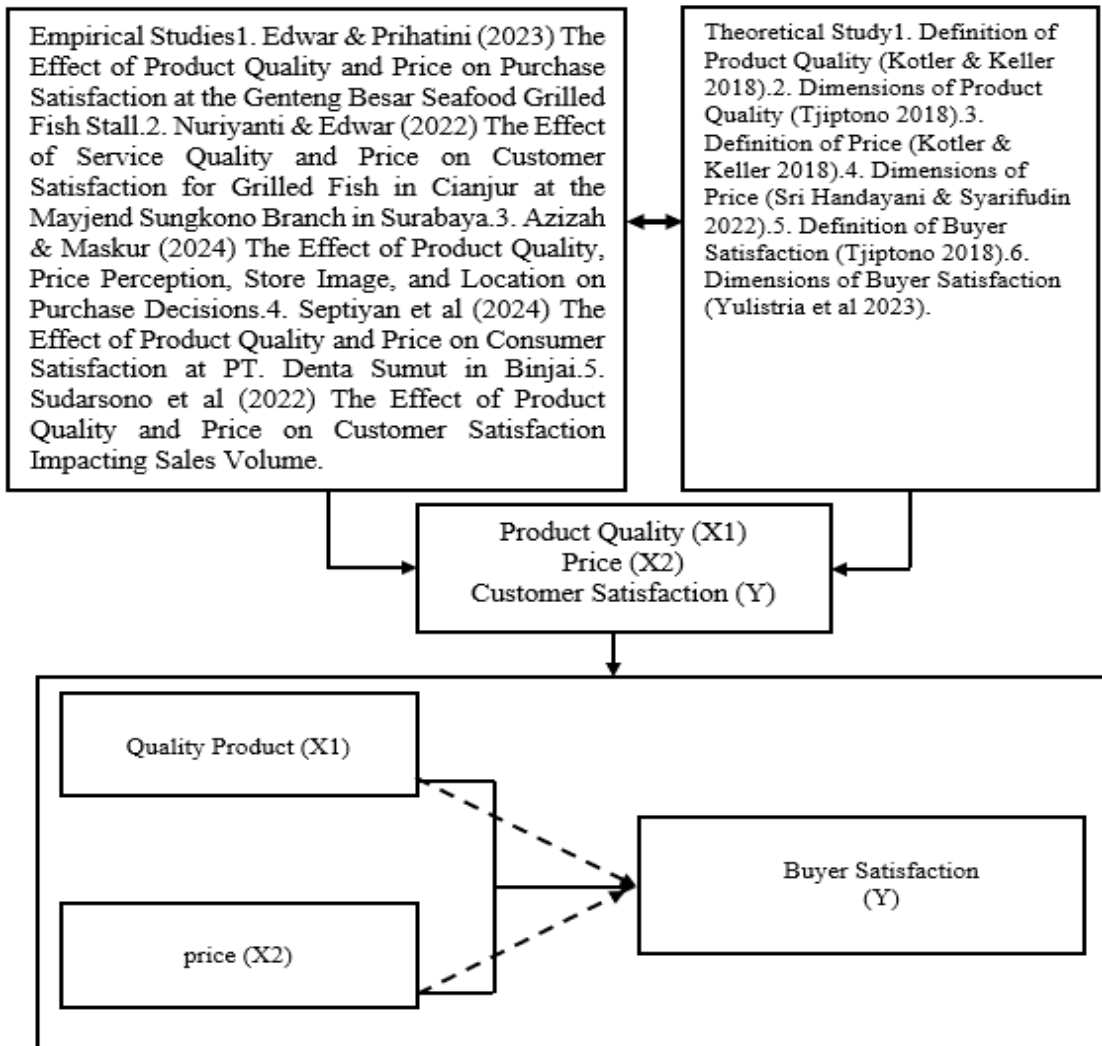 Empirical Studies1. Edwar & Prihatini (2023) The
Effect of Product Quality and Price on Purchase
Satisfaction at the Genteng Besar Seafood Grilled
Fish Stall.2. Nuriyanti & Edwar (2022) The Effect
of Service Quality and Price on Customer
Satisfaction for Grilled Fish in Cianjur at the
Mayjend Sungkono Branch in Surabaya.3. Azizah
& Maskur (2024) The Effect of Product Quality,
Price Perception, Store Image, and Location on
Purchase Decisions.4. Septiyan et al (2024) The
Effect of Product Quality and Price on Consumer
Satisfaction at PT. Denta Sumut in Binjai.5.
Sudarsono et al (2022) The Effect of Product
Quality and Price on Customer Satisfaction
Impacting Sales Volume.
Theoretical Study1. Definition of
Product Quality (Kotler & Keller
2018).2. Dimensions of Product
Quality (Tjiptono 2018).3.
Definition of Price (Kotler &
Keller 2018).4. Dimensions of
Price (Sri Handayani & Syarifudin
2022).5. Definition of Buyer
Satisfaction (Tjiptono 2018).6.
Dimensions of Buyer Satisfaction
(Yulistria et al 2023).
Product Quality (X1)
Price (X2)
Customer Satisfaction (Y)
Quality Product (X1)
Buyer Satisfaction
(Y)
price (X2)